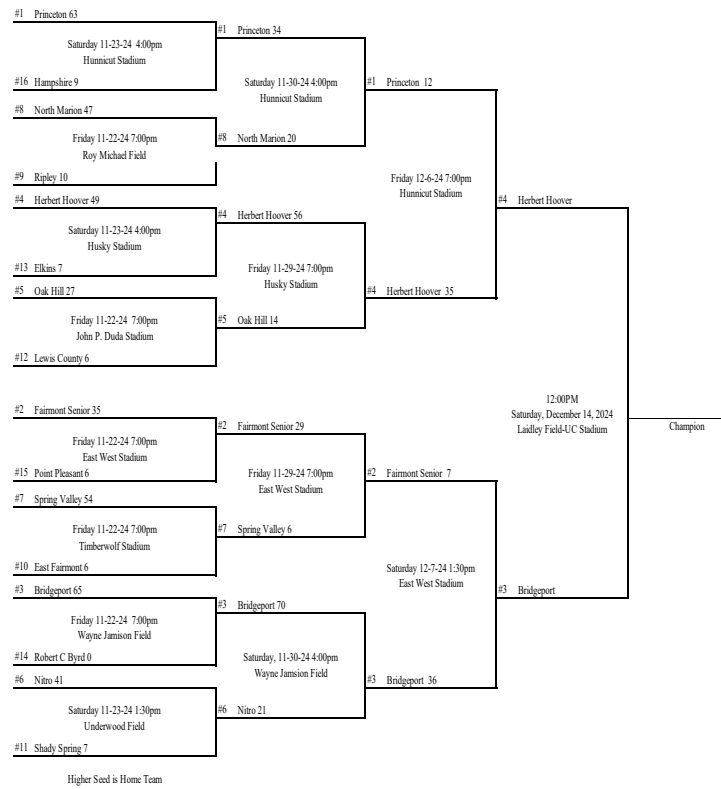 #1 Princeton 63
Saturday 11-23-24 4:00pm
Hunnicut Stadium
#16 Hampshire 9
#8 North Marion 47
Friday 11-22-24 7:00pm
Roy Michael Field
#9 Ripley 10
#4 Herbert Hoover 49
Saturday 11-23-24 4:00pm
Husky Stadium
#13 Elkins 7
#5 Oak Hill 27
Friday 11-22-24 7:00pm
John P. Duda Stadium
#12 Lewis County 6
#2 Fairmont Senior 35
Friday 11-22-24 7:00pm
East West Stadium
#15 Point Pleasant 6
#7 Spring Valley 54
Friday 11-22-24 7:00pm
Timberwolf Stadium
#10 East Fairmont 6
#3 Bridgeport 65
Friday 11-22-24 7:00pm
Wayne Jamison Field
#14 Robert C Byrd 0
#6 Nitro 41
Saturday 11-23-24 1:30pm
Underwood Field
#11 Shady Spring 7
Higher Seed is Home Team
#1 Princeton 34
Saturday 11-30-24 4:00pm
Hunnicut Stadium
#8 North Marion 20
#4 Herbert Hoover 56
Friday 11-29-24 7:00pm
Husky Stadium
#5 Oak Hill 14
#2 Fairmont Senior 29
Friday 11-29-24 7:00pm
East West Stadium
#7 Spring Valley 6
#3 Bridgeport 70
Saturday, 11-30-24 4:00pm
Wayne Jamsion Field
#6 Nitro 21
#1 Princeton 12
Friday 12-6-24 7:00pm
Hunnicut Stadium
#4 Herbert Hoover 35
#2 Fairmont Senior 7
Saturday 12-7-24 1:30pm
East West Stadium
#3 Bridgeport 36
#4 Herbert Hoover
12:00PM
Saturday, December 14, 2024
Laidley Field-UC Stadium
#3 Bridgeport
Champion